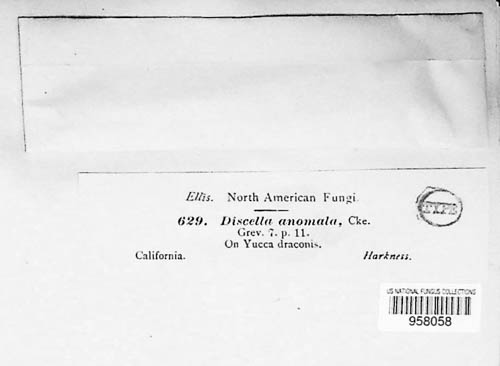 Ellis. North American Fungi
629. Discella anomala, Cke.
Grev. 7. p. 11.
On Yucca draconis.
California. Harkness.
TYPE
US NATIONAL FUNGUS COLLECTIONS
958058